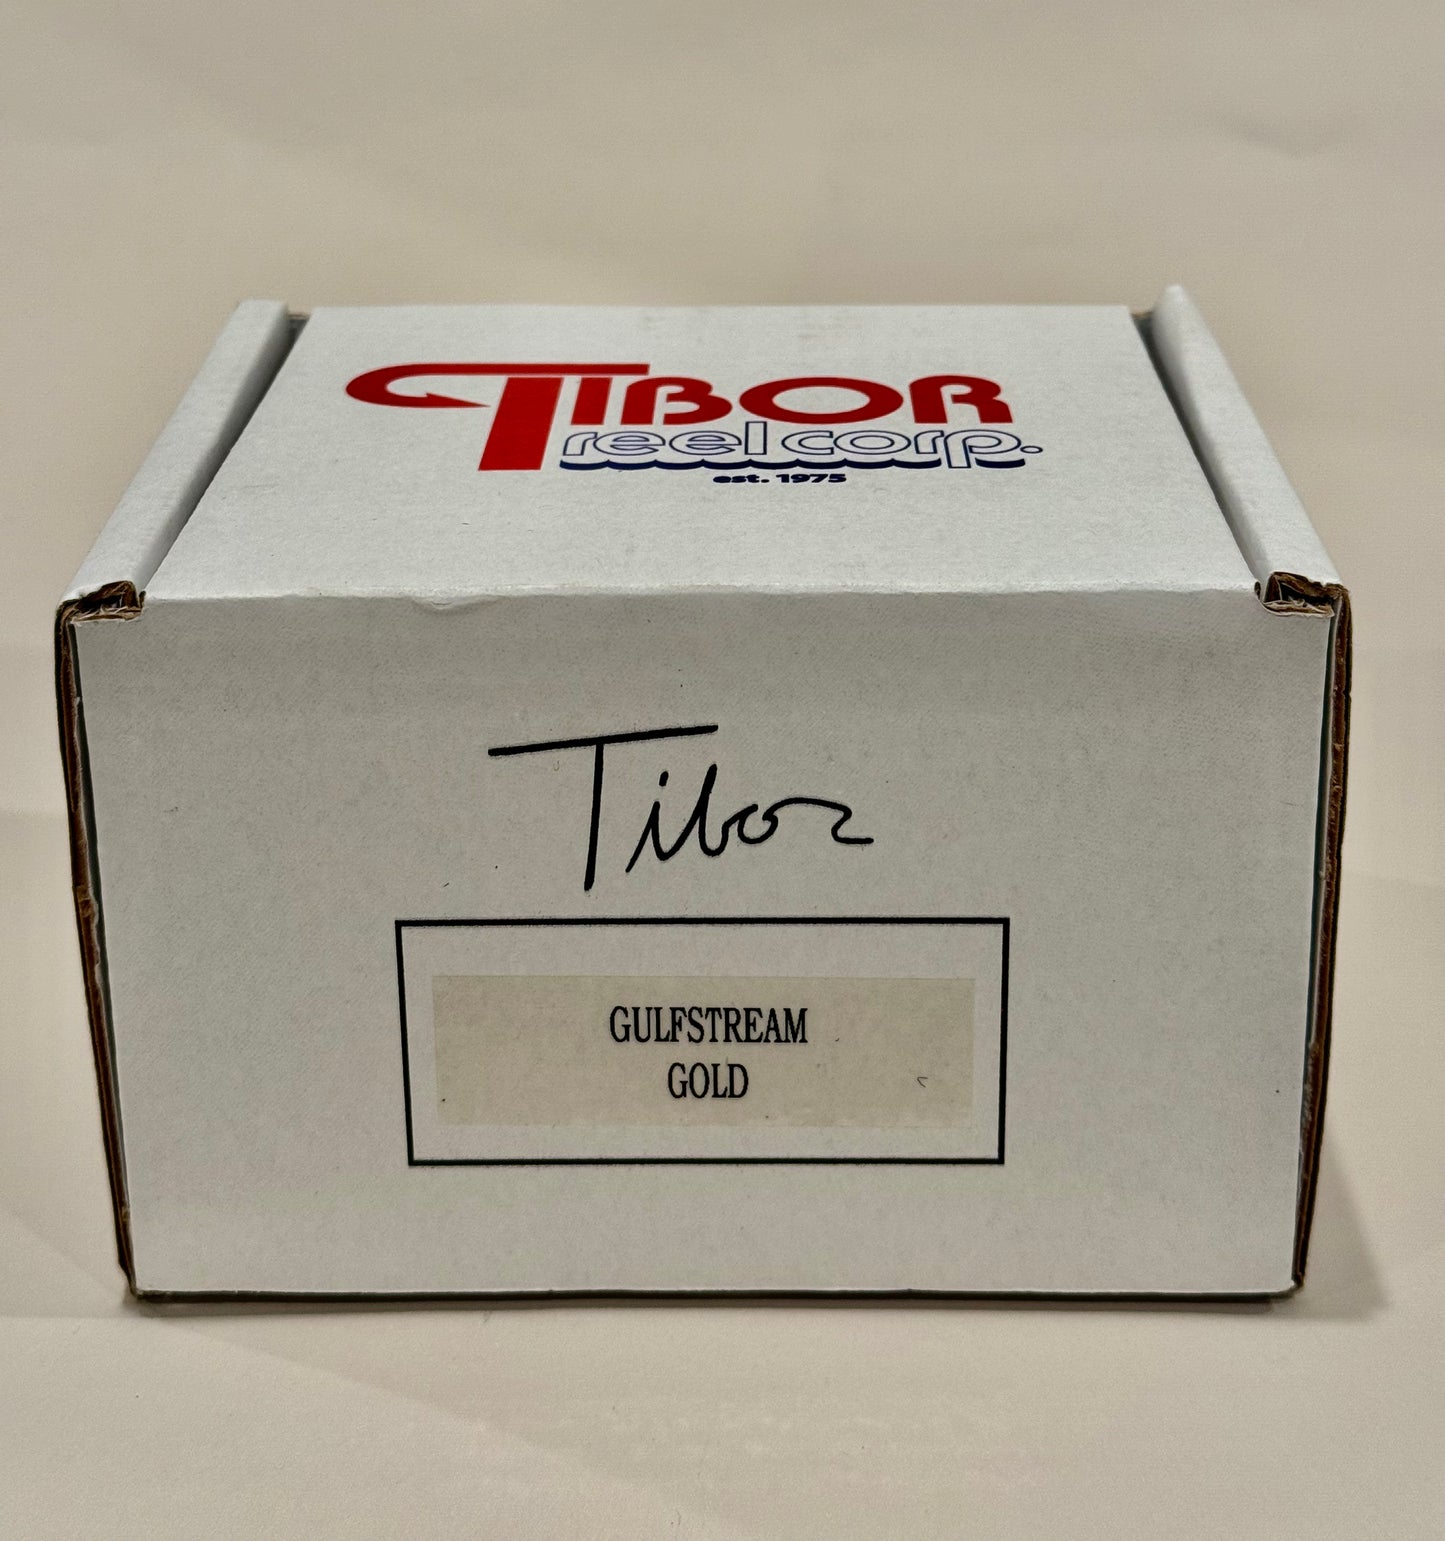 TIBOR
reel corp.
est. 1975
Tibor
GULFSTREAM
GOLD